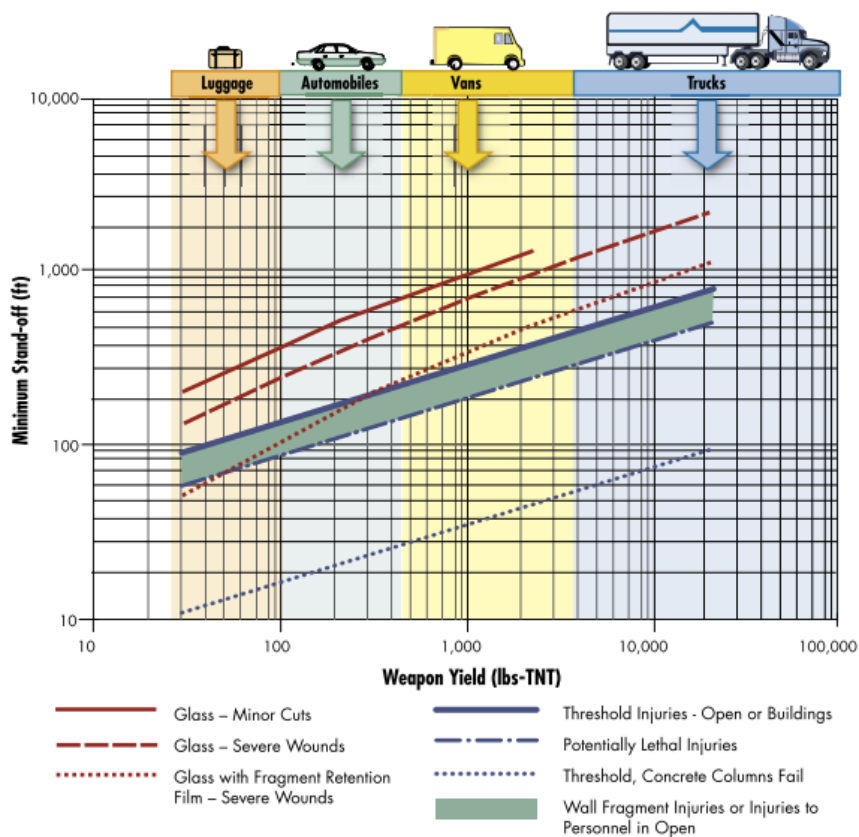 Luggage Automobiles Vans Trucks
10,000
1,000
100
10
Minimum Stand-off (ft)
10 100 1,000 10,000 100,000
Weapon Yield (lbs-TNT)
Glass – Minor Cuts
Glass – Severe Wounds
Glass with Fragment Retention
Film – Severe Wounds
Threshold Injuries - Open or Buildings
Potentially Lethal Injuries
Threshold, Concrete Columns Fail
Wall Fragment Injuries or Injuries to
Personnel in Open